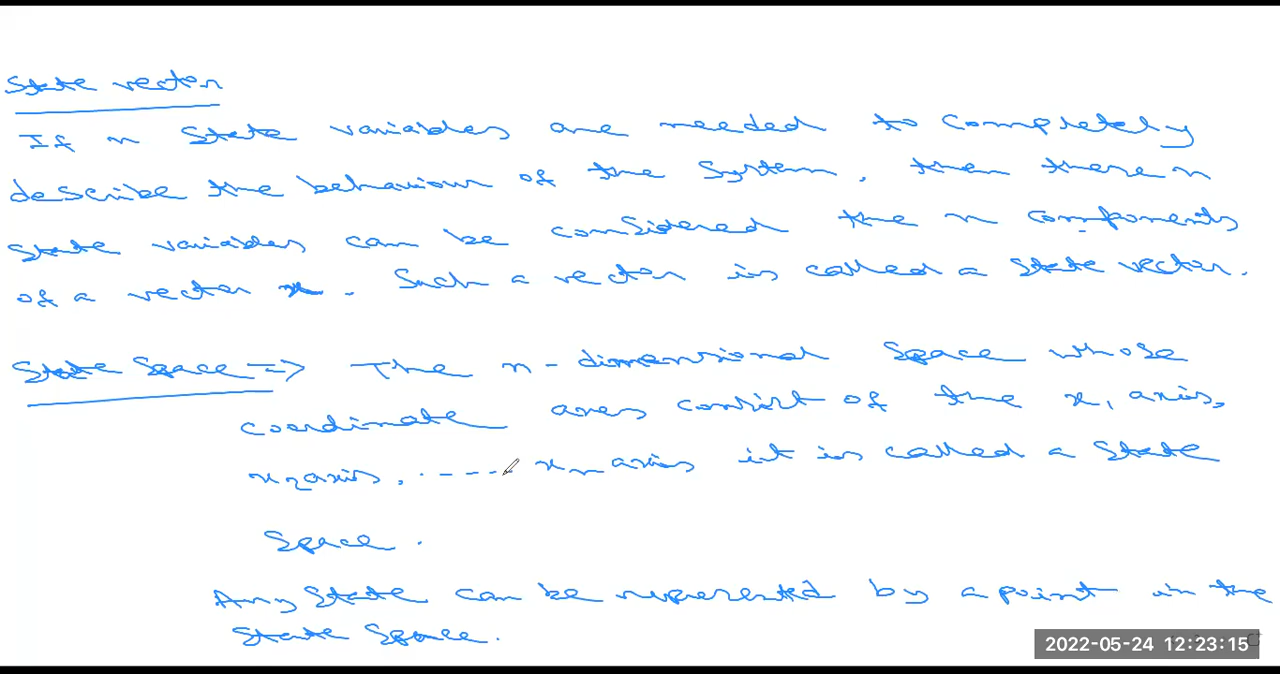 State vector
If n State variables are needed to completely
describe the behaviour of the system, then there n
State variables can be considered the n components
of a vector x. Such a vector is called a State vector.
State Space => The n-dimensional space whose
coordinate axes consist of the x1 axis,
x2 axis, ..... xn axis it is called a State
Space.
Any State can be represented by a point in the
State Space.
2022-05-24 12:23:15